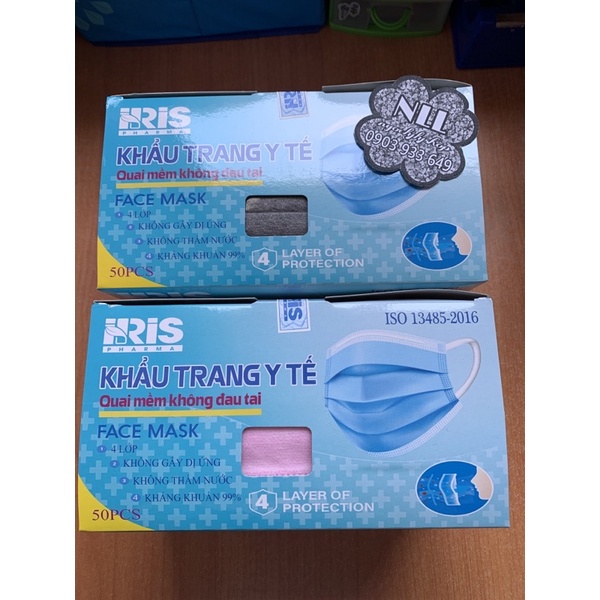 HRIS
PHARMA
KHẨU TRANG Y TẾ
Quai mềm không đau tai
FACE MASK
4 LỚP
KHÔNG GÂY DỊ ỨNG
KHÔNG THẤM NƯỚC
KHÁNG KHUẨN 99%
50PCS
4 LAYER OF
PROTECTION
NLL
0903 933 649
HRIS
PHARMA
ISO 13485-2016
KHẨU TRANG Y TẾ
Quai mềm không đau tai
FACE MASK
4 LỚP
KHÔNG GÂY DỊ ỨNG
KHÔNG THẤM NƯỚC
KHÁNG KHUẨN 99%
50PCS
4 LAYER OF
PROTECTION